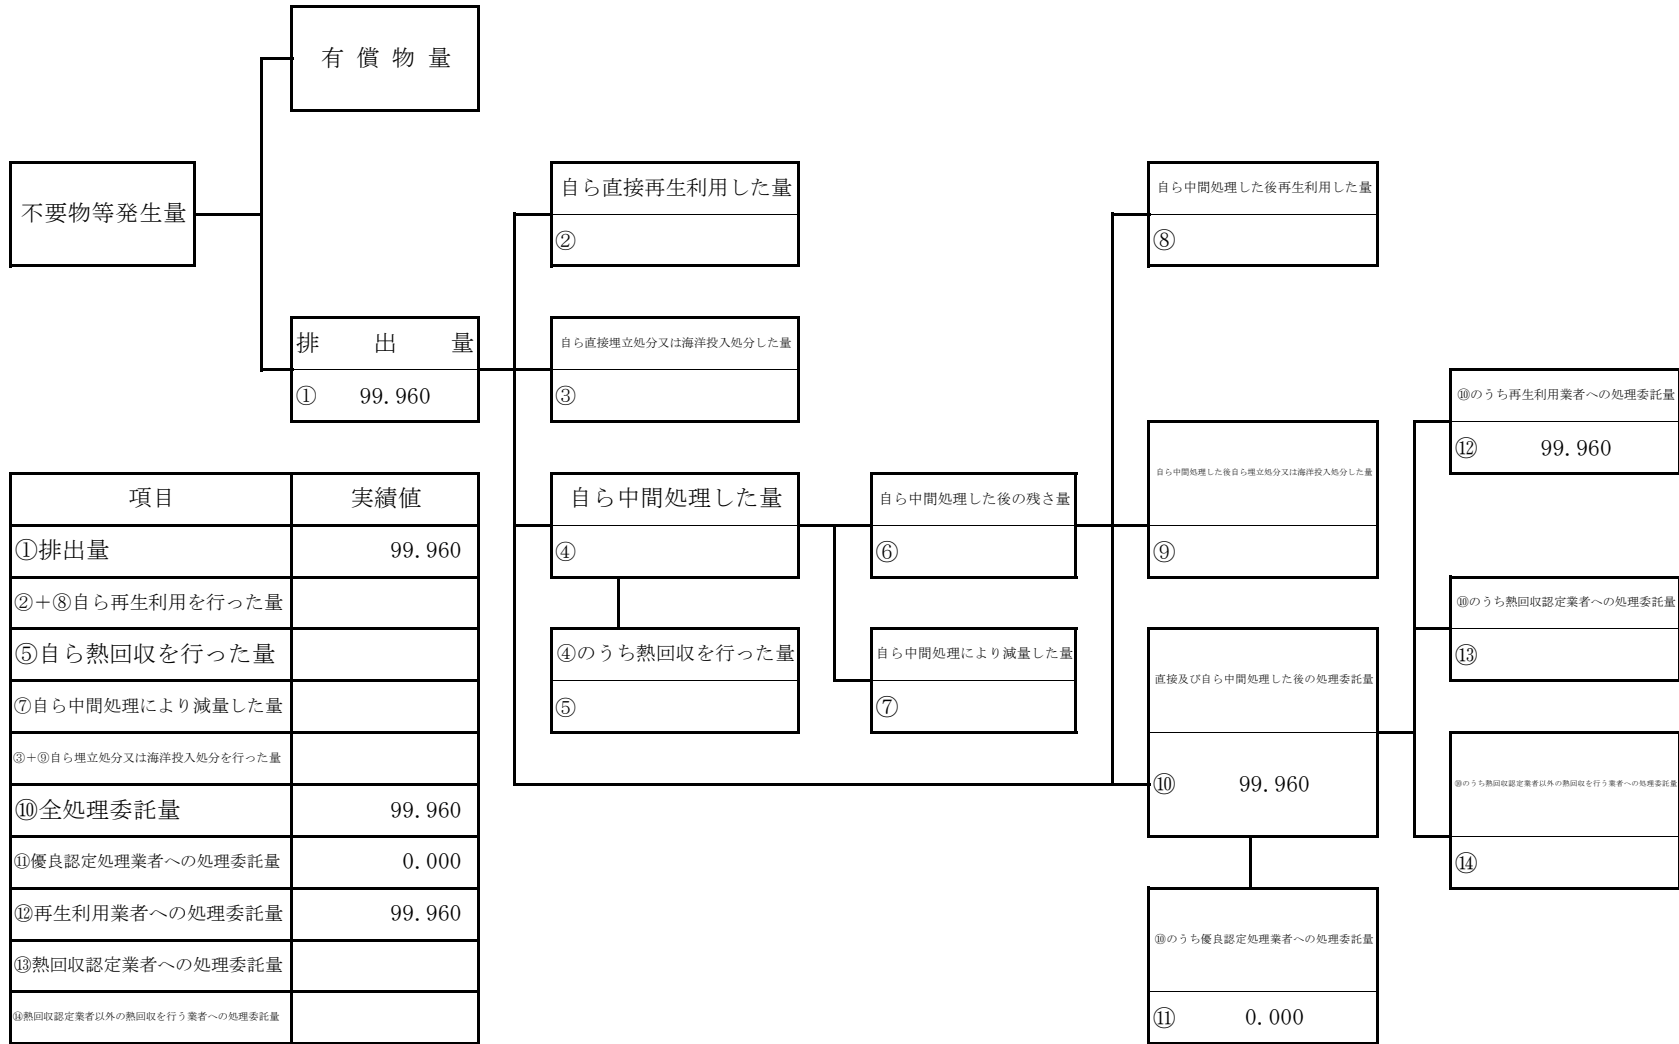 有償物量
不要物等発生量
自ら直接再生利用した量
②
自ら中間処理した後再生利用した量
⑧
排出量
① 99.960
自ら直接埋立処分又は海洋投入処分した量
③
⑩のうち再生利用業者への処理委託量
⑫ 99.960
自ら中間処理した量
④
自ら中間処理した後の残さ量
⑥
自ら中間処理した後自ら埋立処分又は海洋投入処分した量
⑨
④のうち熱回収を行った量
⑤
自ら中間処理により減量した量
⑦
直接及び自ら中間処理した後の処理委託量
⑩ 99.960
⑩のうち熱回収認定業者への処理委託量
⑬
⑩のうち熱回収認定業者以外の熱回収を行う業者への処理委託量
⑭
⑩のうち優良認定処理業者への処理委託量
⑪ 0.000
項目 実績値
①排出量 99.960
②+⑧自ら再生利用を行った量
⑤自ら熱回収を行った量
⑦自ら中間処理により減量した量
③+⑨自ら埋立処分又は海洋投入処分を行った量
⑩全処理委託量 99.960
⑪優良認定処理業者への処理委託量 0.000
⑫再生利用業者への処理委託量 99.960
⑬熱回収認定業者への処理委託量
⑭熱回収認定業者以外の熱回収を行う業者への処理委託量